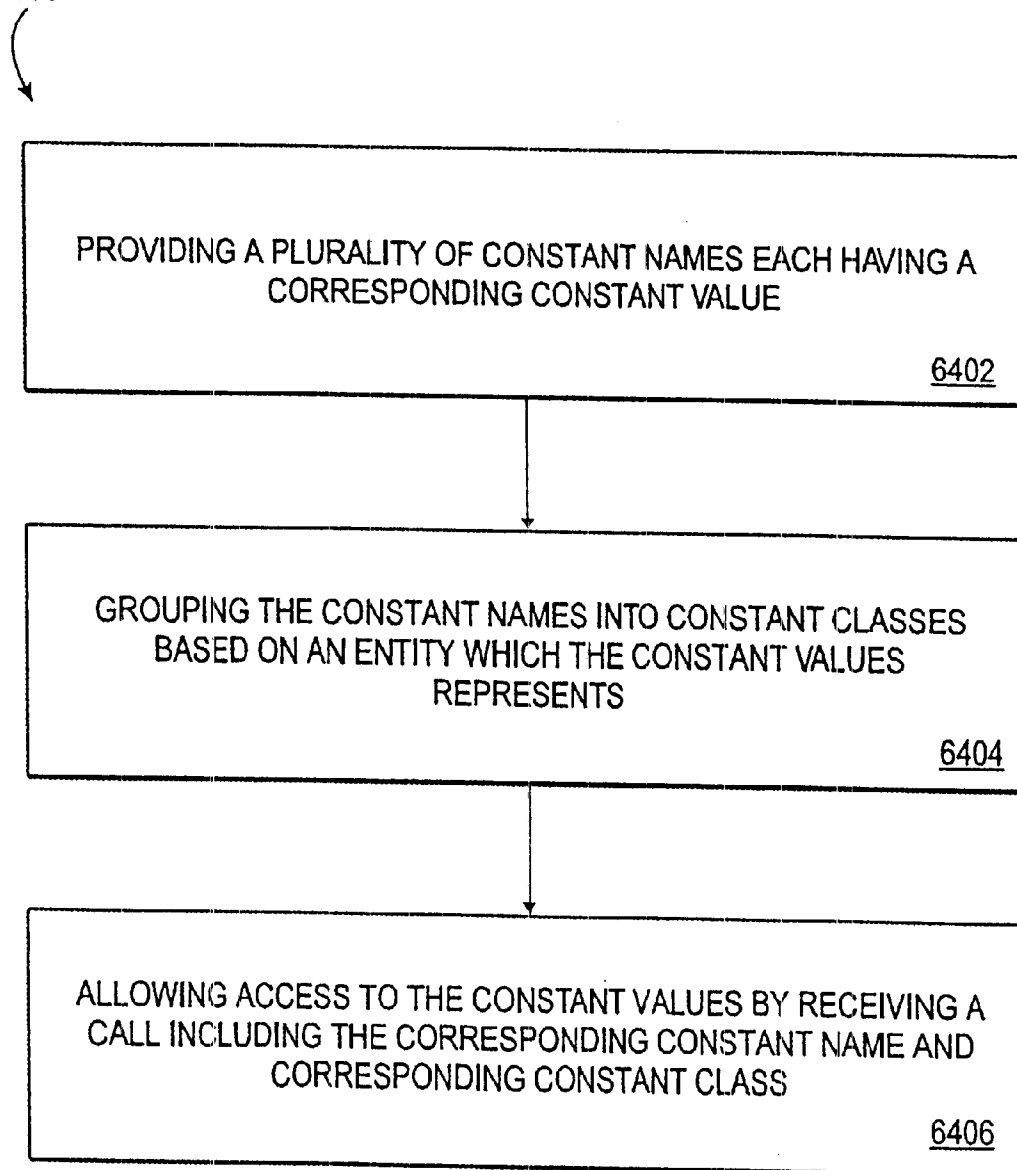 PROVIDING A PLURALITY OF CONSTANT NAMES EACH HAVING A
CORRESPONDING CONSTANT VALUE
6402
GROUPING THE CONSTANT NAMES INTO CONSTANT CLASSES
BASED ON AN ENTITY WHICH THE CONSTANT VALUES
REPRESENTS
6404
ALLOWING ACCESS TO THE CONSTANT VALUES BY RECEIVING A
CALL INCLUDING THE CORRESPONDING CONSTANT NAME AND
CORRESPONDING CONSTANT CLASS
6406